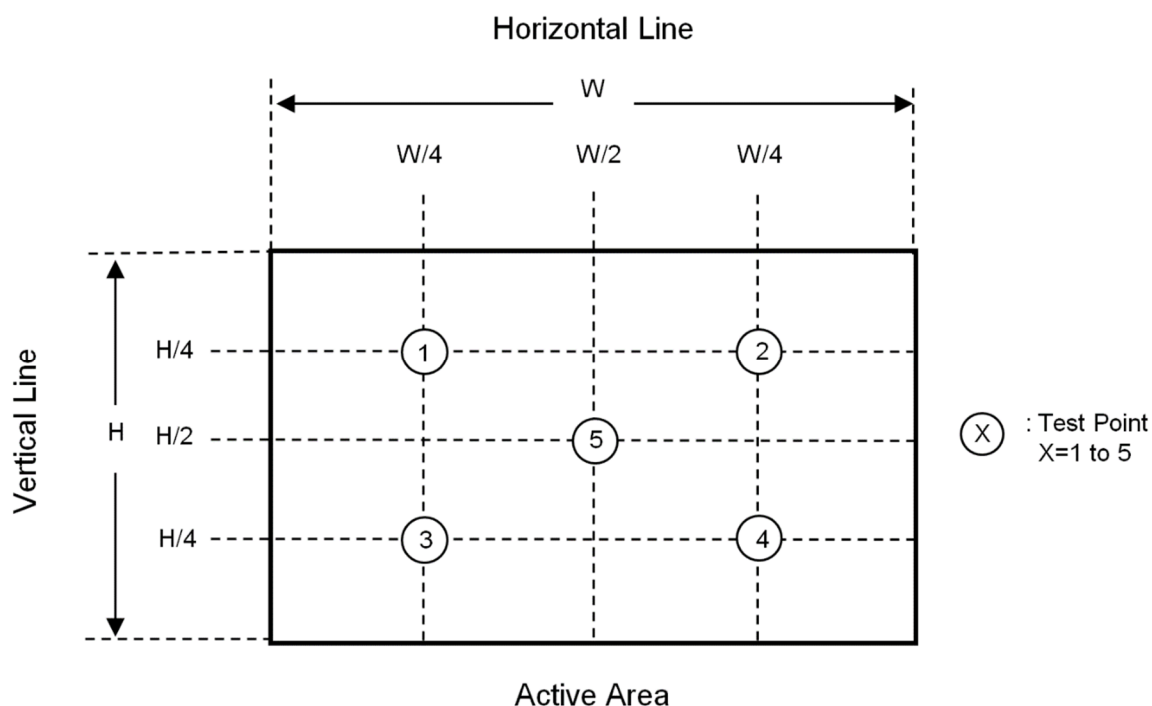 Horizontal Line
W
W/4 W/2 W/4
H/4
1 2
Vertical Line
H
H/2
5
X : Test Point
X=1 to 5
H/4
3 4
Active Area